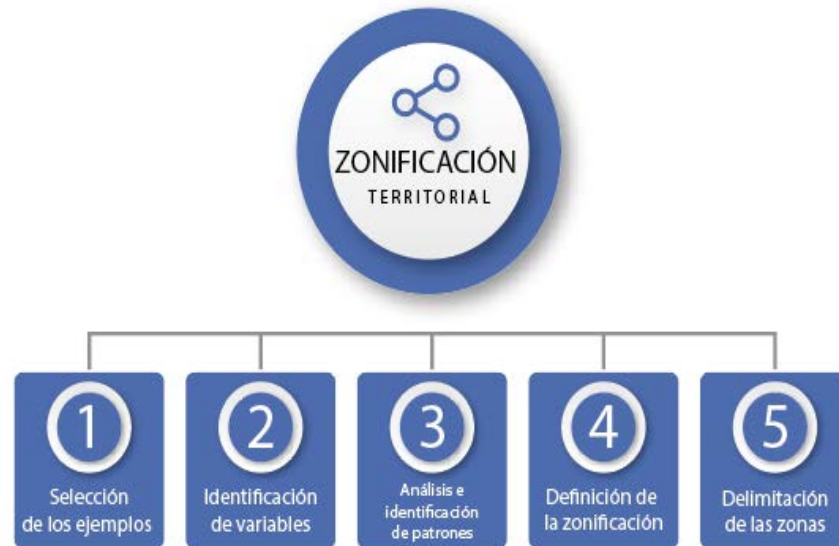 ZONIFICACIÓN
TERRITORIAL
1
Selección
de los ejemplos
2
Identificación
de variables
3
Análisis e
identificación
de patrones
4
Definición de
la zonificación
5
Delimitación
de las zonas